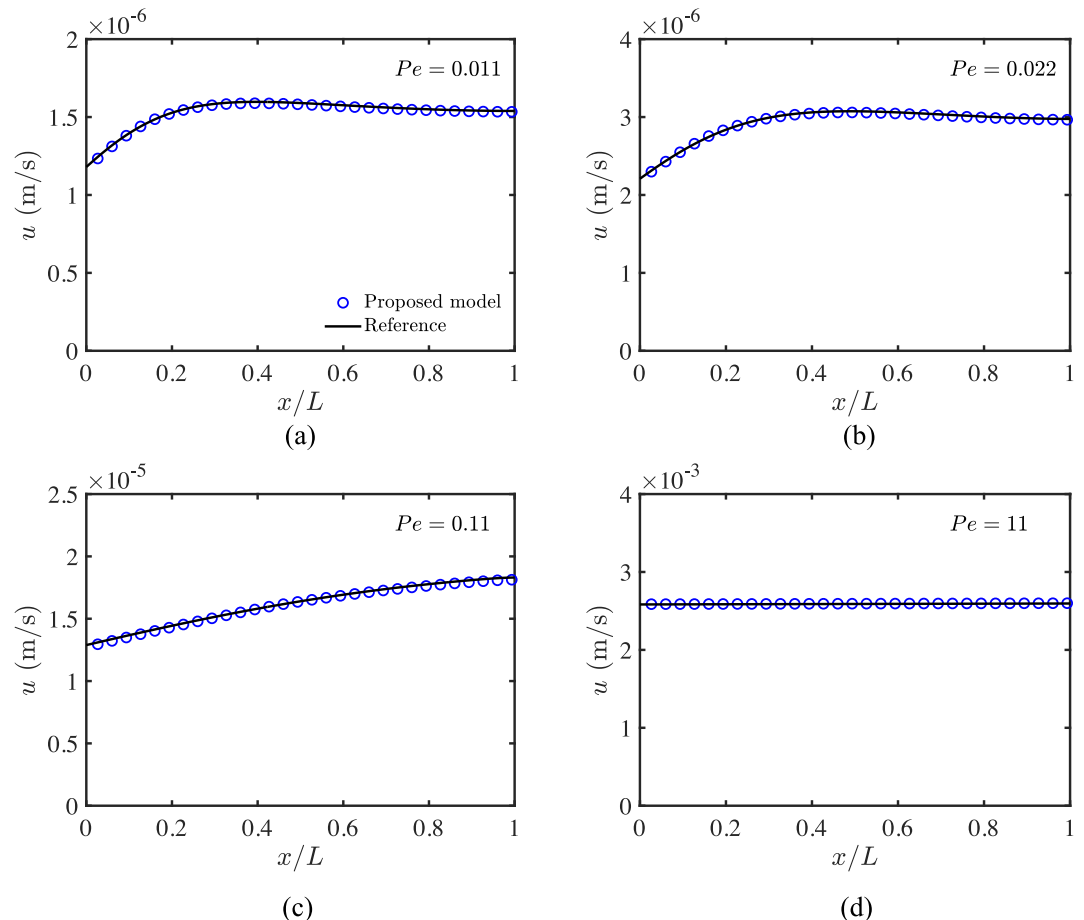 ×10-6
2
1.5
1
0.5
0
u (m/s)
Pe = 0.011
Proposed model
Reference
0 0.2 0.4 0.6 0.8 1
x/L
(a)
×10-6
4
3
2
1
0
u (m/s)
Pe = 0.022
0 0.2 0.4 0.6 0.8 1
x/L
(b)
×10-5
2.5
2
1.5
1
0.5
0
u (m/s)
Pe = 0.11
0 0.2 0.4 0.6 0.8 1
x/L
(c)
×10-3
4
3
2
1
0
u (m/s)
Pe = 11
0 0.2 0.4 0.6 0.8 1
x/L
(d)